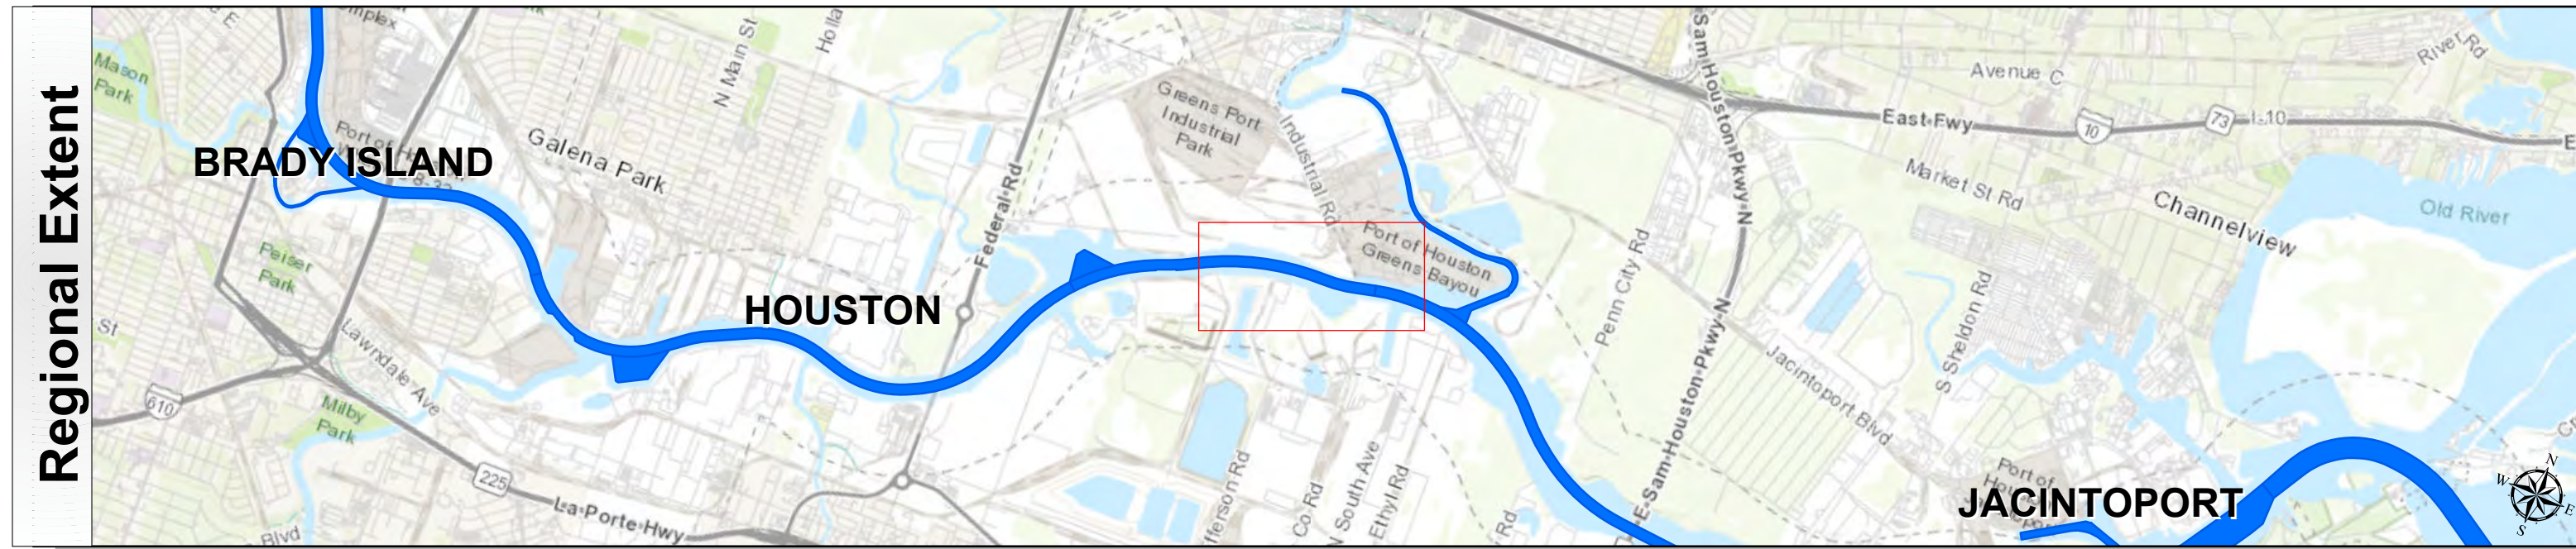 Regional Extent
Mason
Park
N Main St
BRADY ISLAND
Galena Park
Feiser
Park
St
Lawndale Ave
Milby
Park
610
225
La-Porte-Hwy
Blvd
HOUSTON
Federal-Rd
Greens Port
Industrial
Park
Industrial Rd
Port of Houston
Greens Bayou
Co Rd
N South Ave
Ethyl Rd
Rd
Penn City Rd
Sam Houston Pkwy N
E-Sam-Houston-Pkwy-N
Avenue C
River Rd
East-Fwy
10
73
I-10
Market St Rd
Channelview
Old River
S Sheldon Rd
Jacintoport Blvd
Port of
JACINTOPORT
N
W
E
S